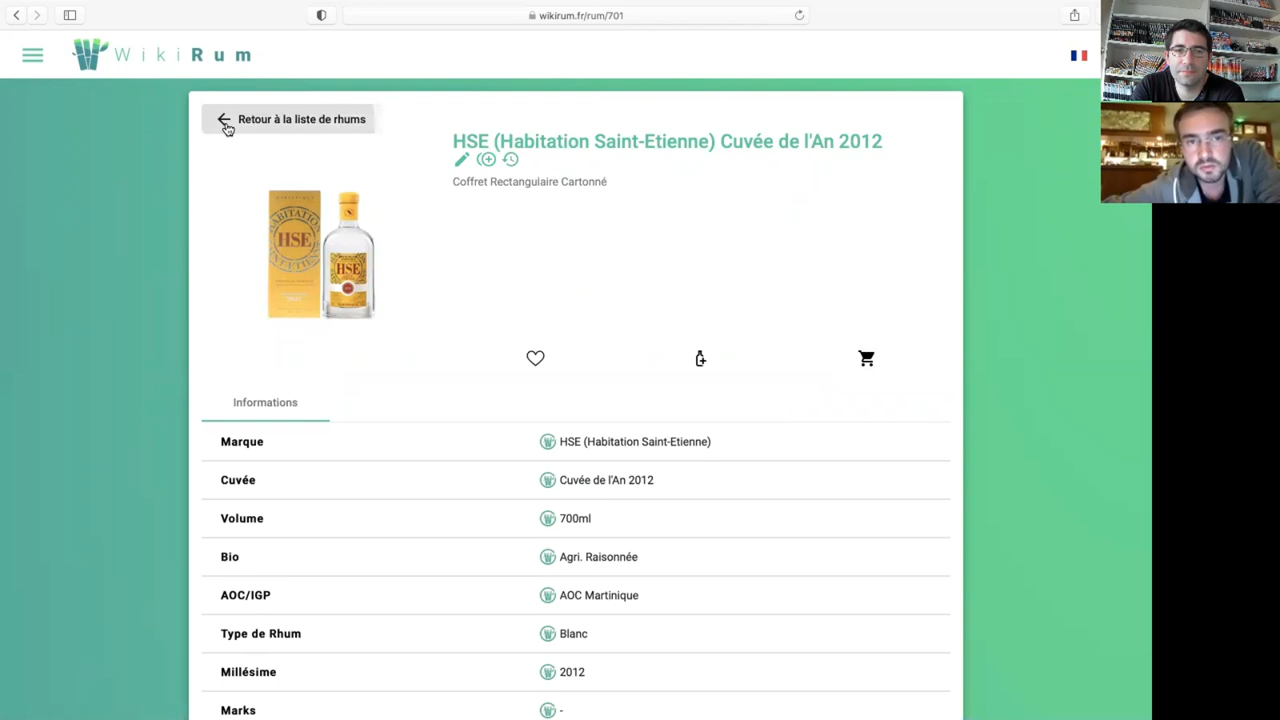 wikirum.fr/rum/701
WikiRum
Retour à la liste de rhums
HSE (Habitation Saint-Etienne) Cuvée de l'An 2012
Coffret Rectangulaire Cartonné
HABITATION
HSE
HSE
Informations
Marque HSE (Habitation Saint-Etienne)
Cuvée Cuvée de l'An 2012
Volume 700ml
Bio Agri. Raisonnée
AOC/IGP AOC Martinique
Type de Rhum Blanc
Millésime 2012
Marks -